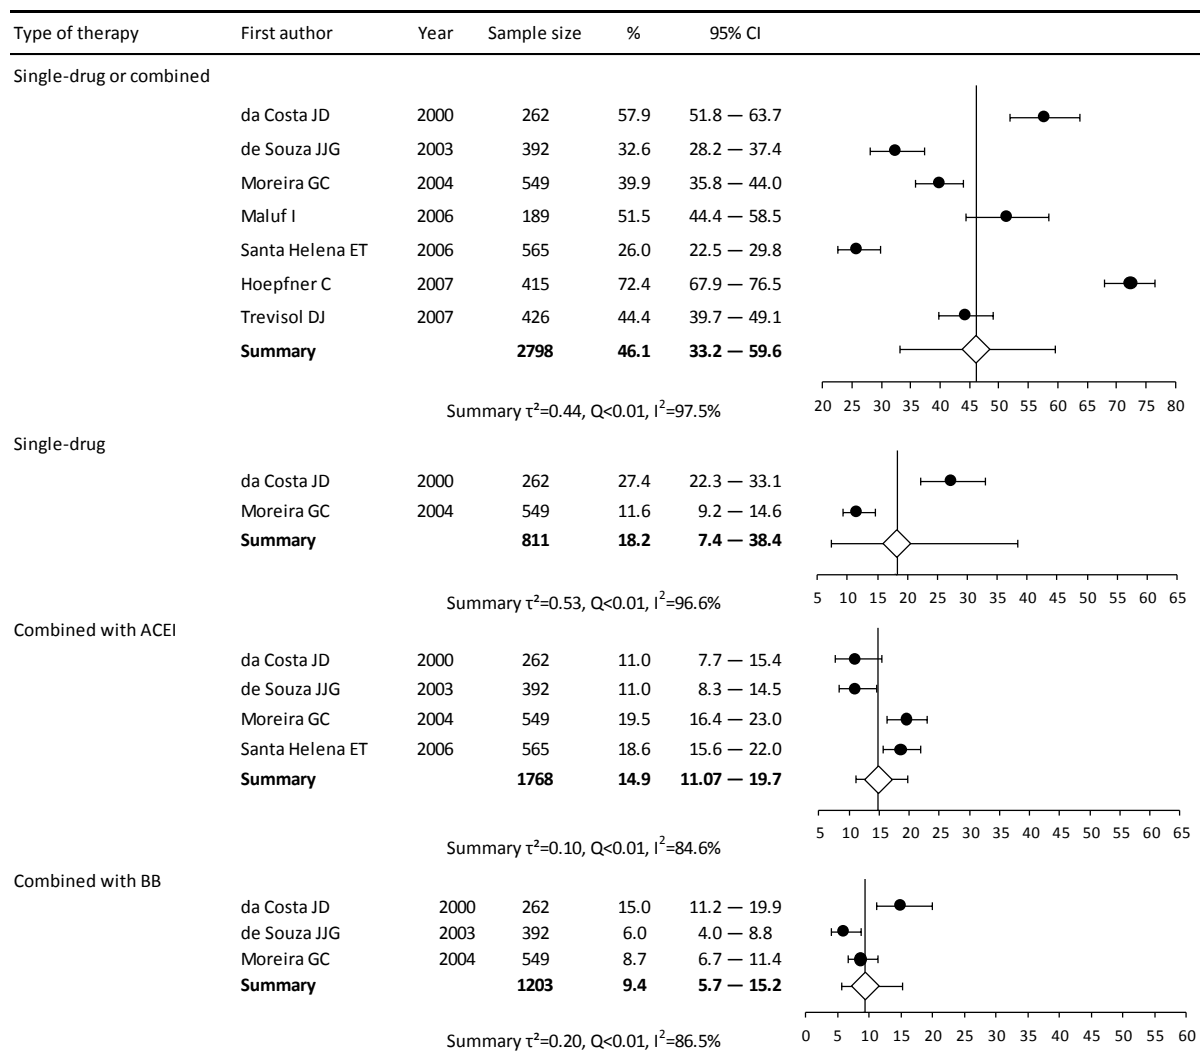 Type of therapy First author Year Sample size % 95% CI
Single-drug or combined
da Costa JD 2000 262 57.9 51.8 — 63.7
de Souza JJG 2003 392 32.6 28.2 — 37.4
Moreira GC 2004 549 39.9 35.8 — 44.0
Maluf I 2006 189 51.5 44.4 — 58.5
Santa Helena ET 2006 565 26.0 22.5 — 29.8
Hoepfner C 2007 415 72.4 67.9 — 76.5
Trevisol DJ 2007 426 44.4 39.7 — 49.1
Summary 2798 46.1 33.2 — 59.6
20 25 30 35 40 45 50 55 60 65 70 75 80
Summary τ²=0.44, Q<0.01, I²=97.5%
Single-drug
da Costa JD 2000 262 27.4 22.3 — 33.1
Moreira GC 2004 549 11.6 9.2 — 14.6
Summary 811 18.2 7.4 — 38.4
5 10 15 20 25 30 35 40 45 50 55 60 65
Summary τ²=0.53, Q<0.01, I²=96.6%
Combined with ACEI
da Costa JD 2000 262 11.0 7.7 — 15.4
de Souza JJG 2003 392 11.0 8.3 — 14.5
Moreira GC 2004 549 19.5 16.4 — 23.0
Santa Helena ET 2006 565 18.6 15.6 — 22.0
Summary 1768 14.9 11.07 — 19.7
5 10 15 20 25 30 35 40 45 50 55 60 65
Summary τ²=0.10, Q<0.01, I²=84.6%
Combined with BB
da Costa JD 2000 262 15.0 11.2 — 19.9
de Souza JJG 2003 392 6.0 4.0 — 8.8
Moreira GC 2004 549 8.7 6.7 — 11.4
Summary 1203 9.4 5.7 — 15.2
0 5 10 15 20 25 30 35 40 45 50 55 60
Summary τ²=0.20, Q<0.01, I²=86.5%